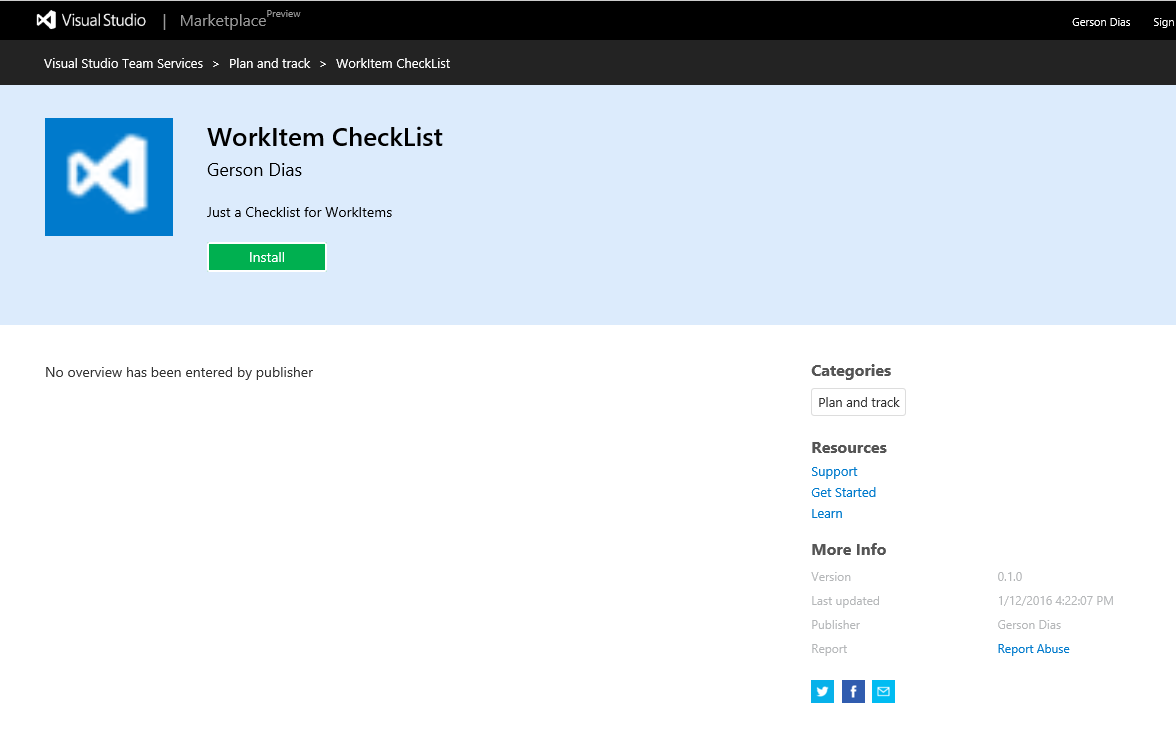 Visual Studio | Marketplace Preview
Gerson Dias Sign
Visual Studio Team Services > Plan and track > WorkItem CheckList
WorkItem CheckList
Gerson Dias
Just a Checklist for WorkItems
Install
No overview has been entered by publisher
Categories
Plan and track
Resources
Support
Get Started
Learn
More Info
Version 0.1.0
Last updated 1/12/2016 4:22:07 PM
Publisher Gerson Dias
Report Report Abuse